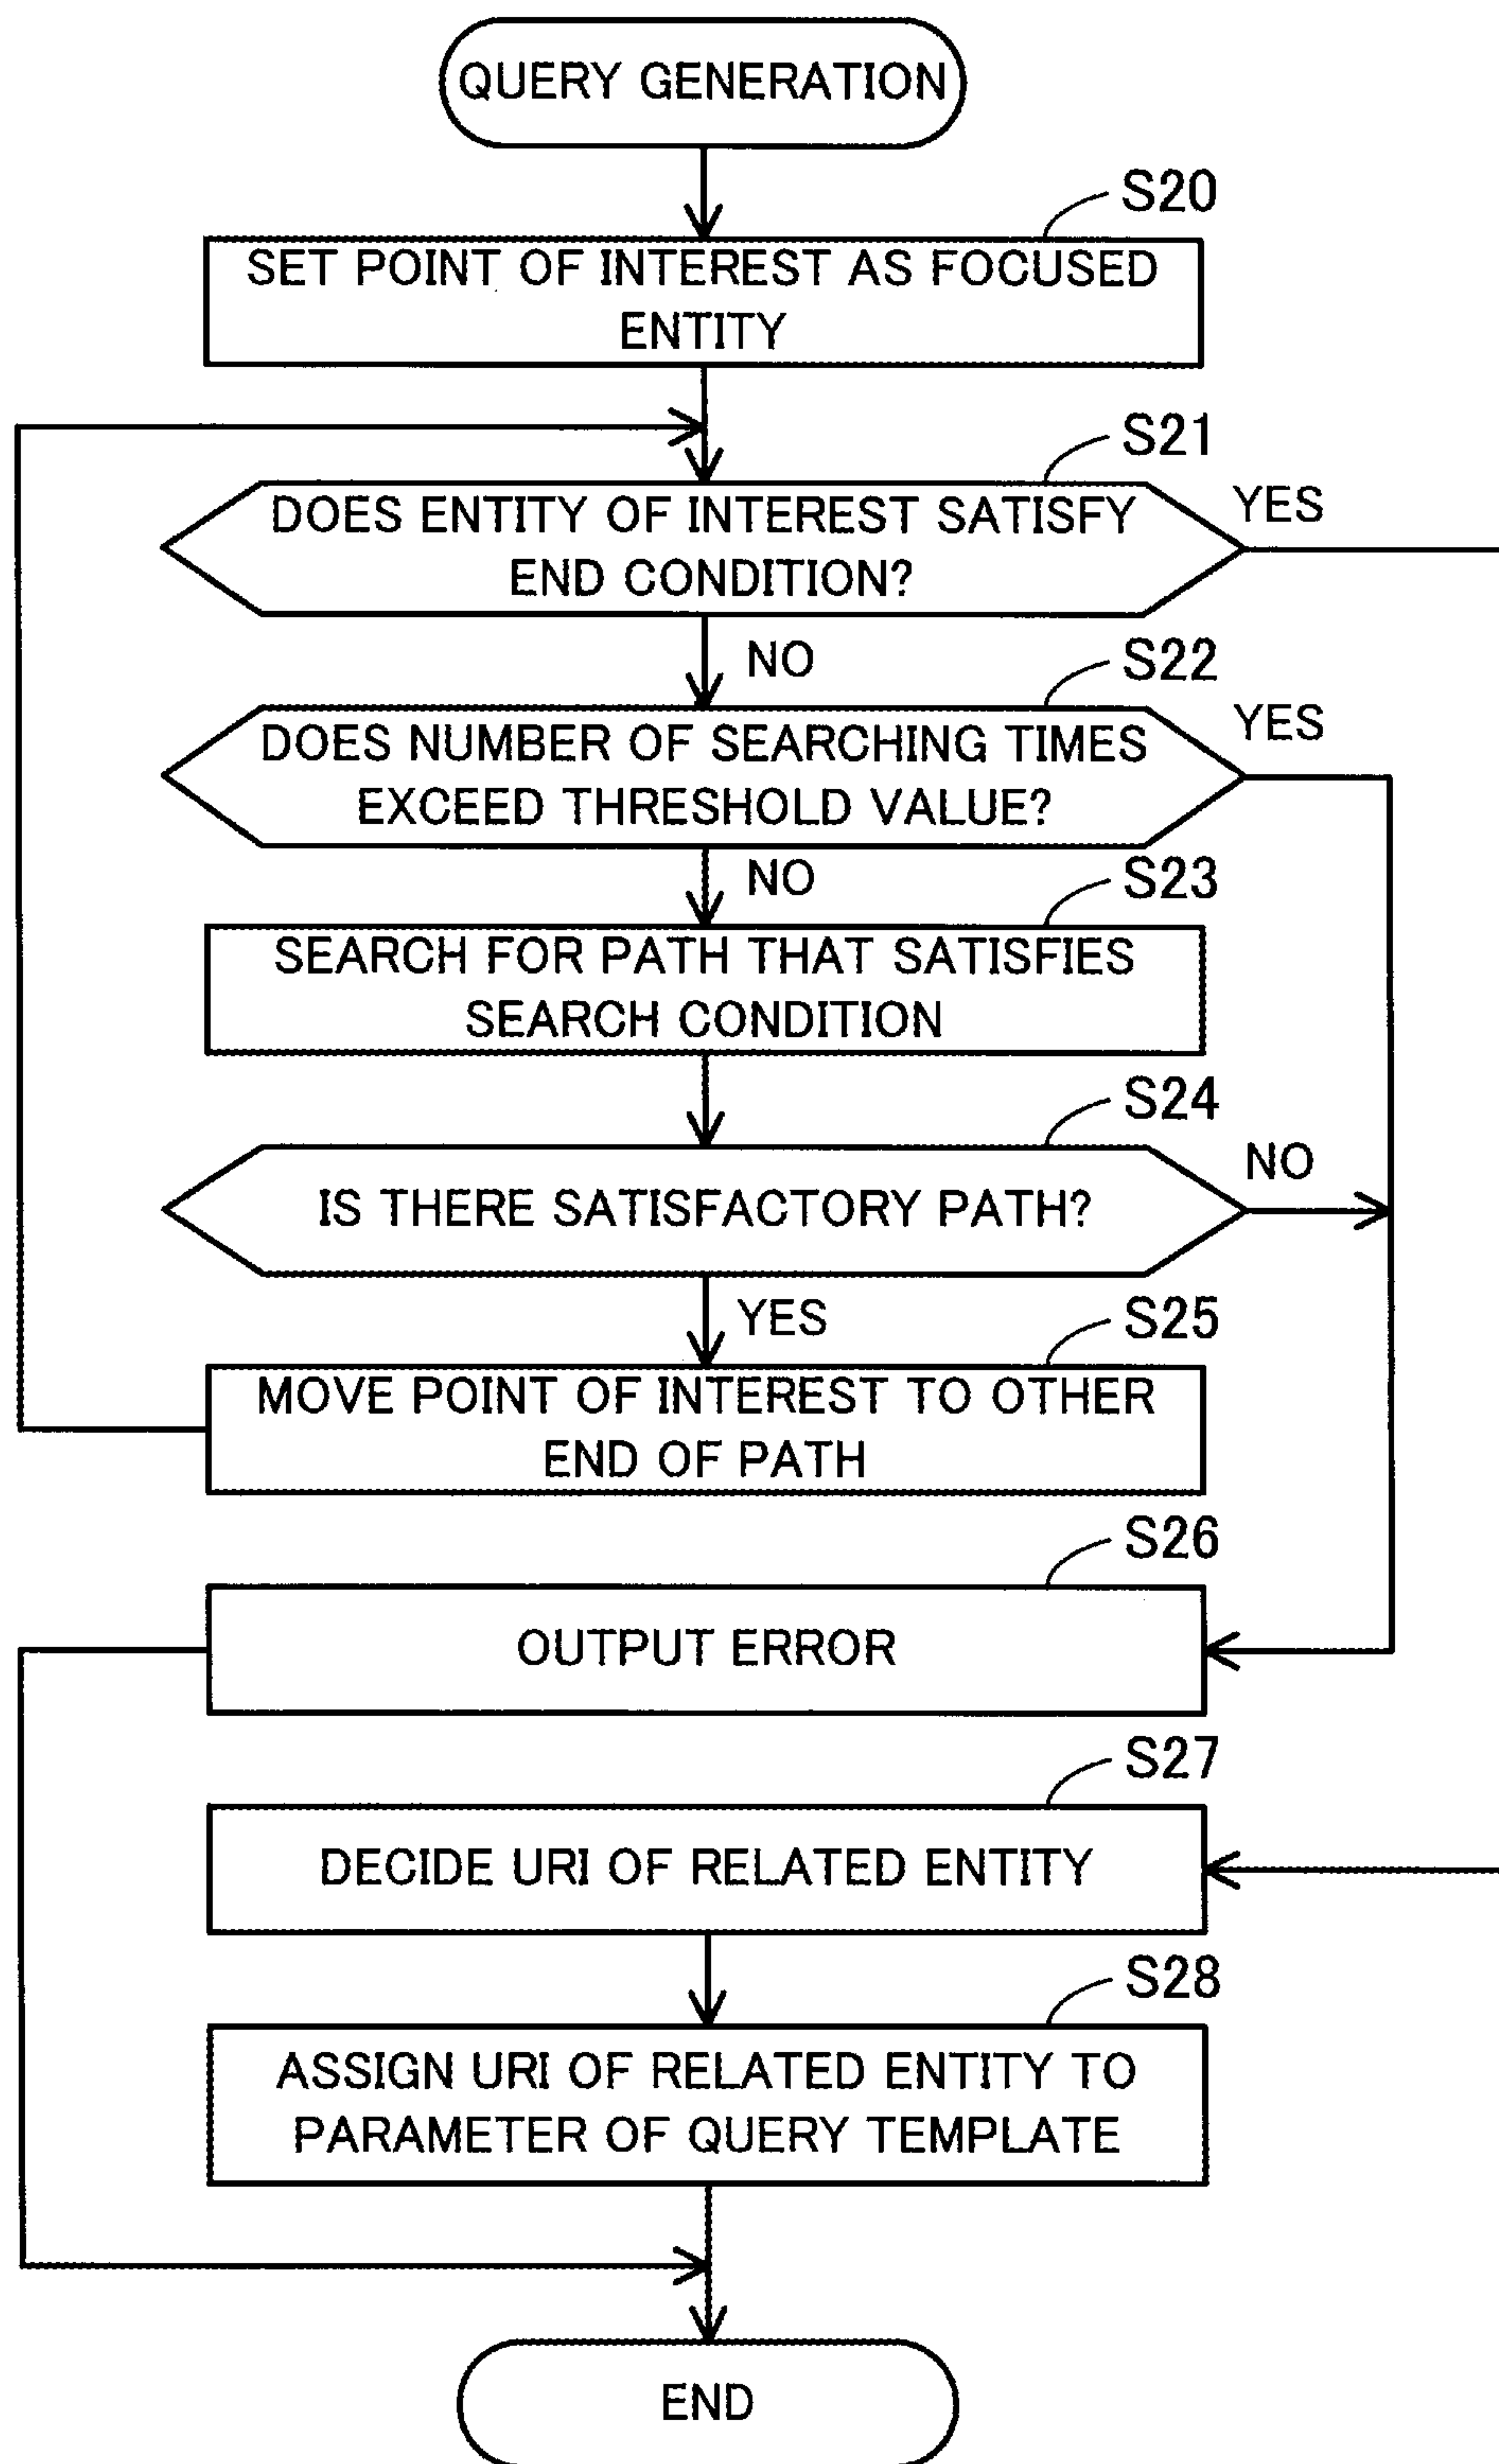 QUERY GENERATION
S20
SET POINT OF INTEREST AS FOCUSED
ENTITY
S21
DOES ENTITY OF INTEREST SATISFY
END CONDITION?
YES
NO
S22
DOES NUMBER OF SEARCHING TIMES
EXCEED THRESHOLD VALUE?
YES
NO
S23
SEARCH FOR PATH THAT SATISFIES
SEARCH CONDITION
S24
IS THERE SATISFACTORY PATH?
NO
YES
S25
MOVE POINT OF INTEREST TO OTHER
END OF PATH
S26
OUTPUT ERROR
S27
DECIDE URI OF RELATED ENTITY
S28
ASSIGN URI OF RELATED ENTITY TO
PARAMETER OF QUERY TEMPLATE
END